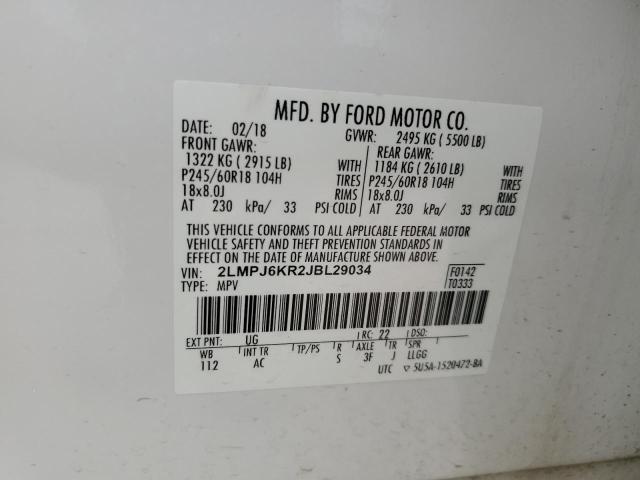 MFD. BY FORD MOTOR CO.
DATE: 02/18 GVWR: 2495 KG ( 5500 LB)
FRONT GAWR: REAR GAWR:
1322 KG ( 2915 LB) WITH 1184 KG ( 2610 LB) WITH
P245/60R18 104H TIRES P245/60R18 104H TIRES
18x8.0J RIMS 18x8.0J RIMS
AT 230 kPa/ 33 PSI COLD AT 230 kPa/ 33 PSI COLD
THIS VEHICLE CONFORMS TO ALL APPLICABLE FEDERAL MOTOR
VEHICLE SAFETY AND THEFT PREVENTION STANDARDS IN
EFFECT ON THE DATE OF MANUFACTURE SHOWN ABOVE.
VIN: 2LMPJ6KR2JBL29034 F0142
TYPE: MPV T0333
EXT PNT: UG RC: 22 DSO:
WB INT TR TP/PS R AXLE TR SPR
112 AC S 3F J LLGG
UTC ▽ 5U5A-1520472-BA